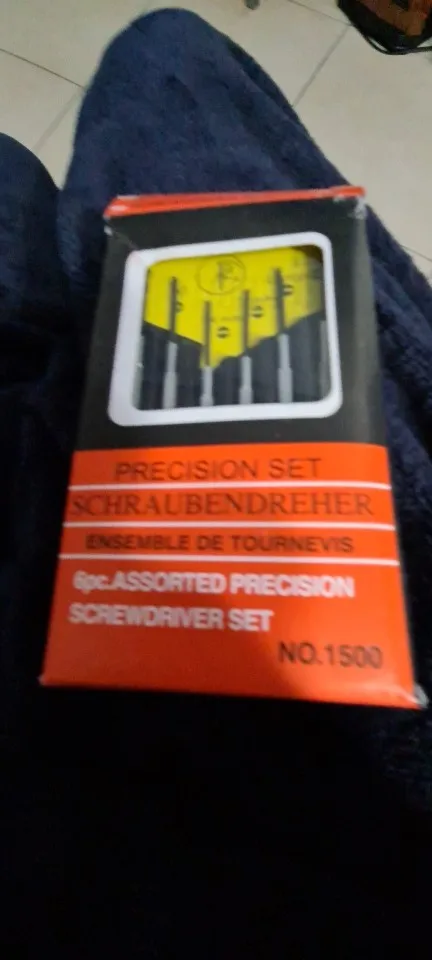 PRECISION SET
SCHRAUBENDREHER
ENSEMBLE DE TOURNEVIS
6pc.ASSORTED PRECISION
SCREWDRIVER SET
NO.1500